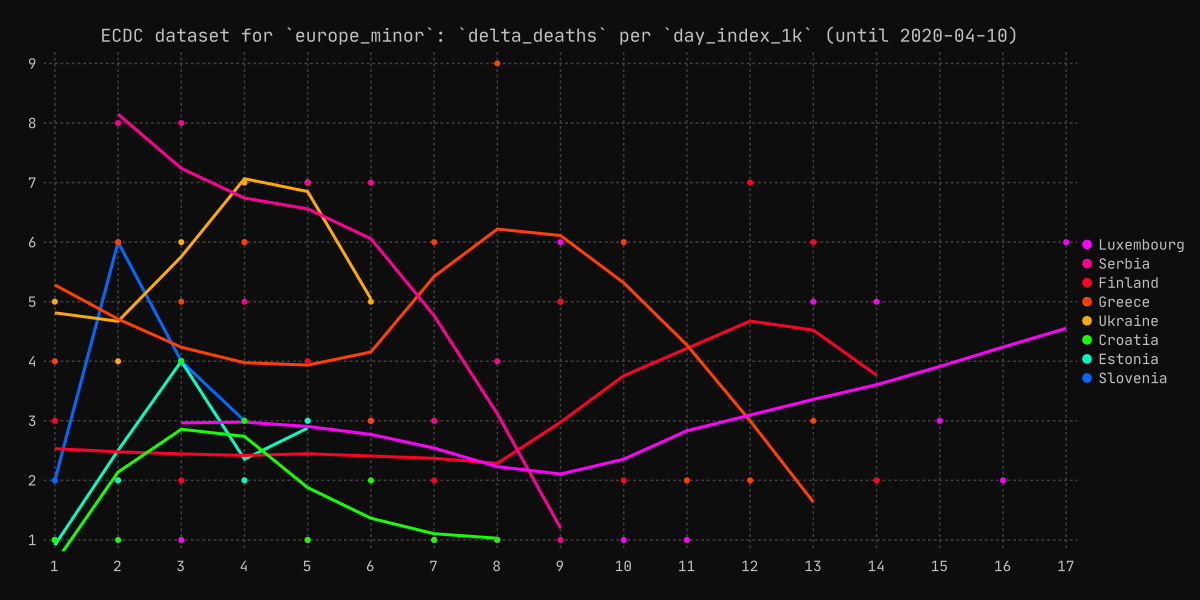 ECDC dataset for `europe_minor`: `delta_deaths` per `day_index_1k` (until 2020-04-10)
9
8
7
6
5
4
3
2
1
1 2 3 4 5 6 7 8 9 10 11 12 13 14 15 16 17
Luxembourg
Serbia
Finland
Greece
Ukraine
Croatia
Estonia
Slovenia